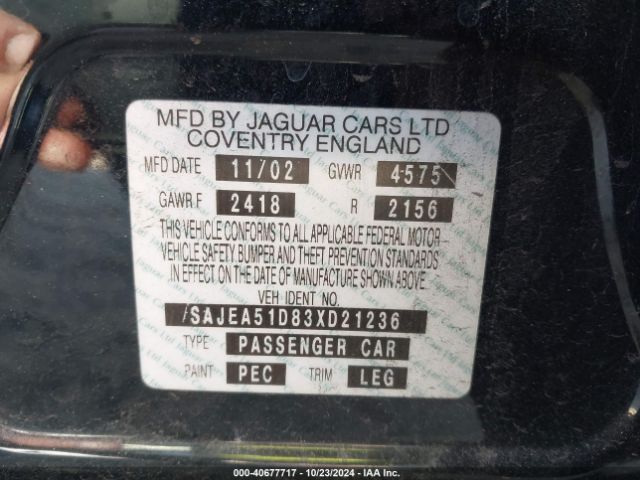 MFD BY JAGUAR CARS LTD
COVENTRY ENGLAND
MFD DATE 11/02 GVWR 4575
GAWR.F 2418 R 2156
THIS VEHICLE CONFORMS TO ALL APPLICABLE FEDERAL MOTOR
VEHICLE SAFETY BUMPER AND THEFT PREVENTION STANDARDS
IN EFFECT ON THE DATE OF MANUFACTURE SHOWN ABOVE.
VEH IDENT NO.
/SAJEA51D83XD21236
TYPE PASSENGER CAR
PAINT PEC TRIM LEG
000-40677717 - 10/23/2024 - IAA Inc.